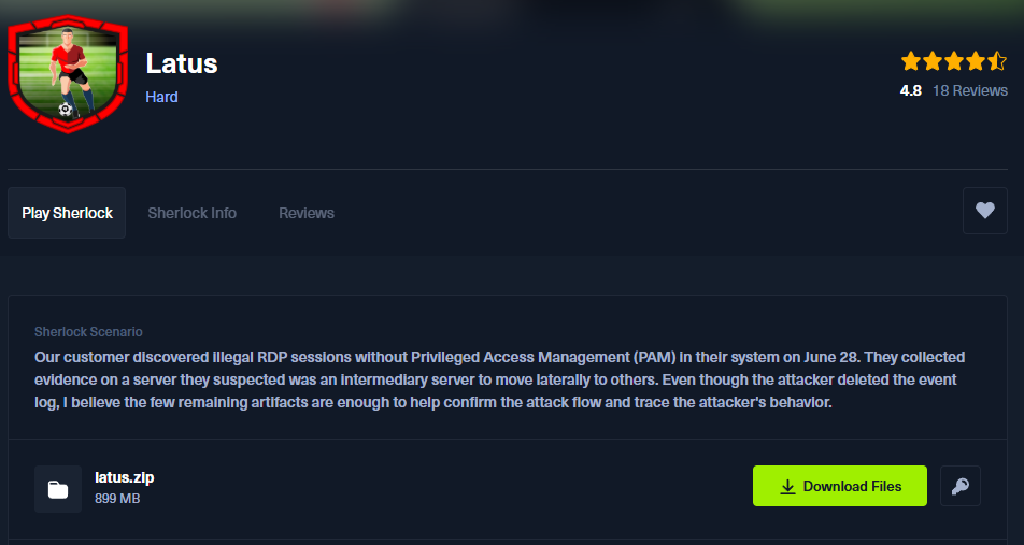 Latus
Hard
4.8 18 Reviews
Play Sherlock Sherlock Info Reviews
Sherlock Scenario
Our customer discovered illegal RDP sessions without Privileged Access Management (PAM) in their system on June 28. They collected
evidence on a server they suspected was an intermediary server to move laterally to others. Even though the attacker deleted the event
log, I believe the few remaining artifacts are enough to help confirm the attack flow and trace the attacker's behavior.
latus.zip
899 MB
Download Files